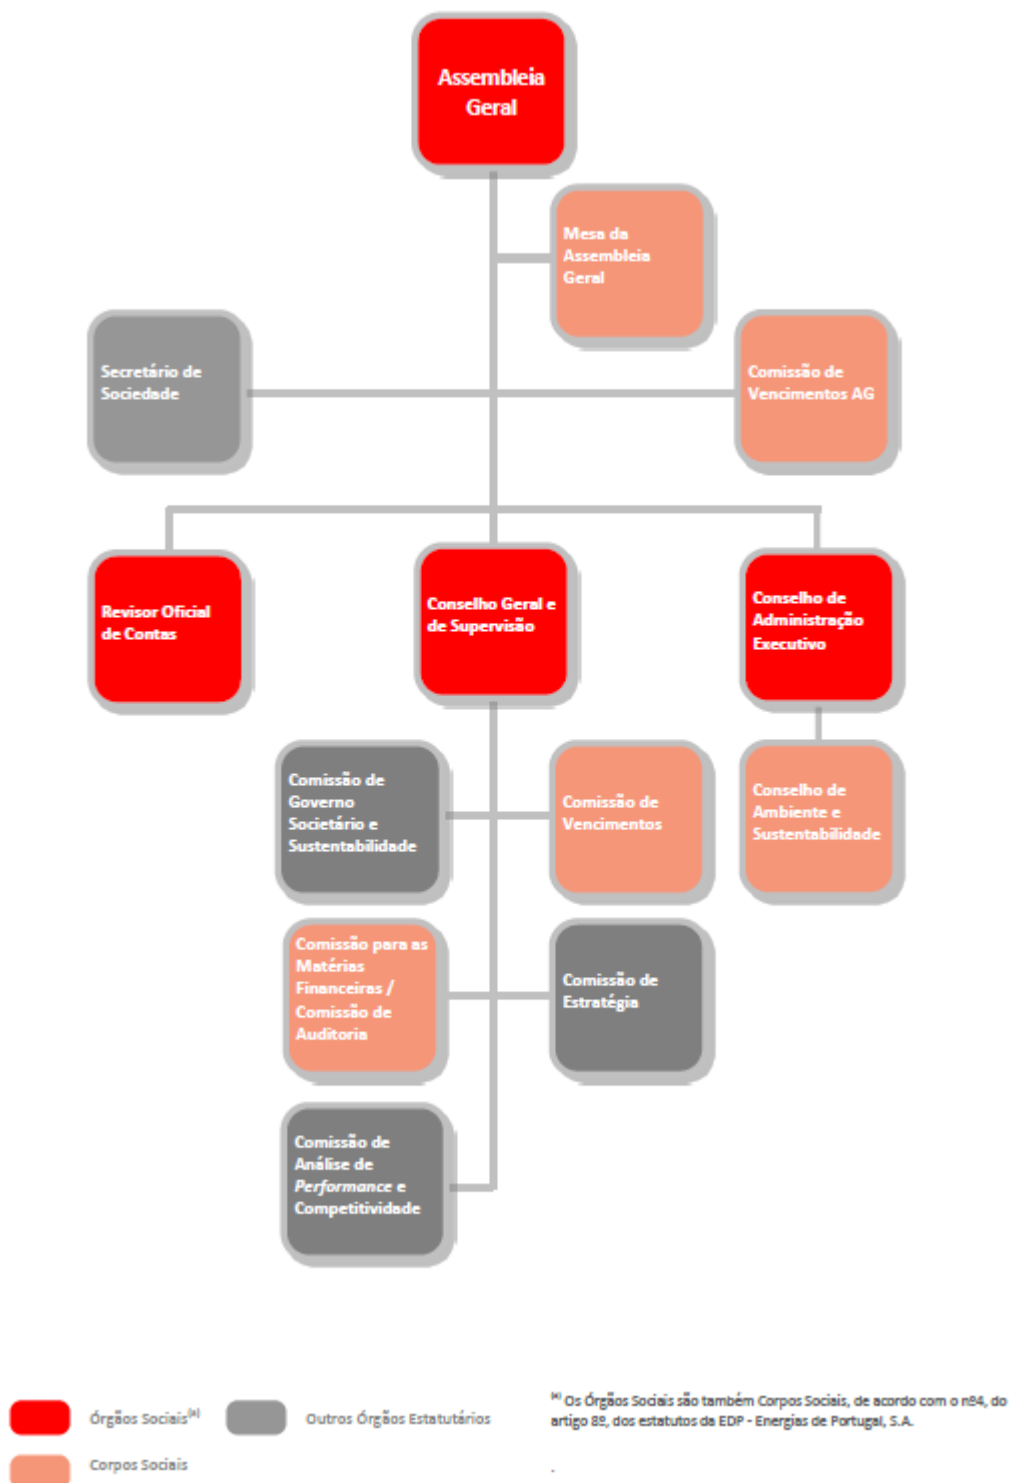 Assembleia
Geral
Mesa da
Assembleia
Geral
Secretário de
Sociedade
Comissão de
Vencimentos AG
Revisor Oficial
de Contas
Conselho Geral e
de Supervisão
Conselho de
Administração
Executivo
Comissão de
Governo
Societário e
Sustentabilidade
Comissão de
Vencimentos
Conselho de
Ambiente e
Sustentabilidade
Comissão para as
Matérias
Financeiras /
Comissão de
Auditoria
Comissão de
Estratégia
Comissão de
Análise de
Performance e
Competitividade
Órgãos Sociais(a)
Outros Órgãos Estatutários
Corpos Sociais
(a) Os Órgãos Sociais são também Corpos Sociais, de acordo com o nº4, do
artigo 8º, dos estatutos da EDP - Energias de Portugal, S.A.
.